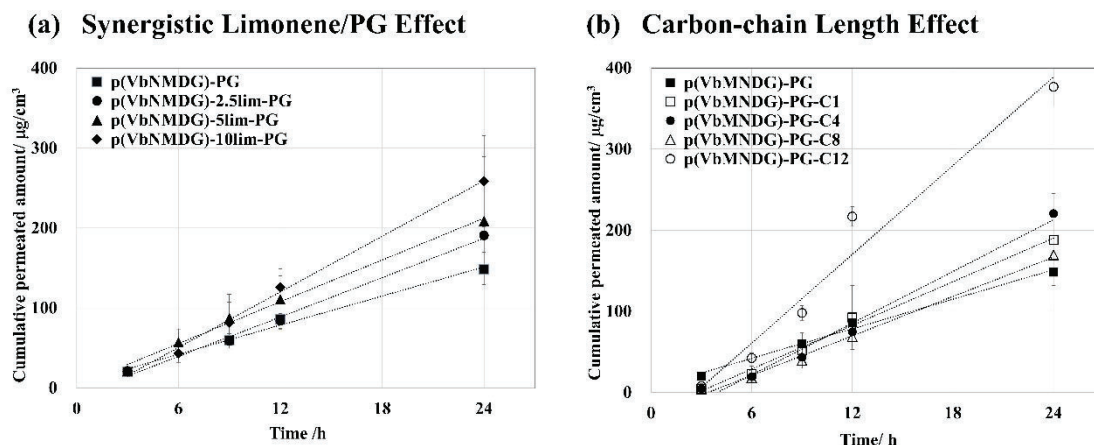 (a) Synergistic Limonene/PG Effect
400
300
200
100
0
Cumulative permeated amount/ μg/cm³
p(VbNMDG)-PG
p(VbNMDG)-2.5lim-PG
p(VbNMDG)-5lim-PG
p(VbNMDG)-10lim-PG
0 6 12 18 24
Time /h
(b) Carbon-chain Length Effect
400
300
200
100
0
Cumulative permeated amount/ μg/cm³
p(VbMNDG)-PG
p(VbMNDG)-PG-C1
p(VbMNDG)-PG-C4
p(VbMNDG)-PG-C8
p(VbMNDG)-PG-C12
0 6 12 18 24
Time/ h